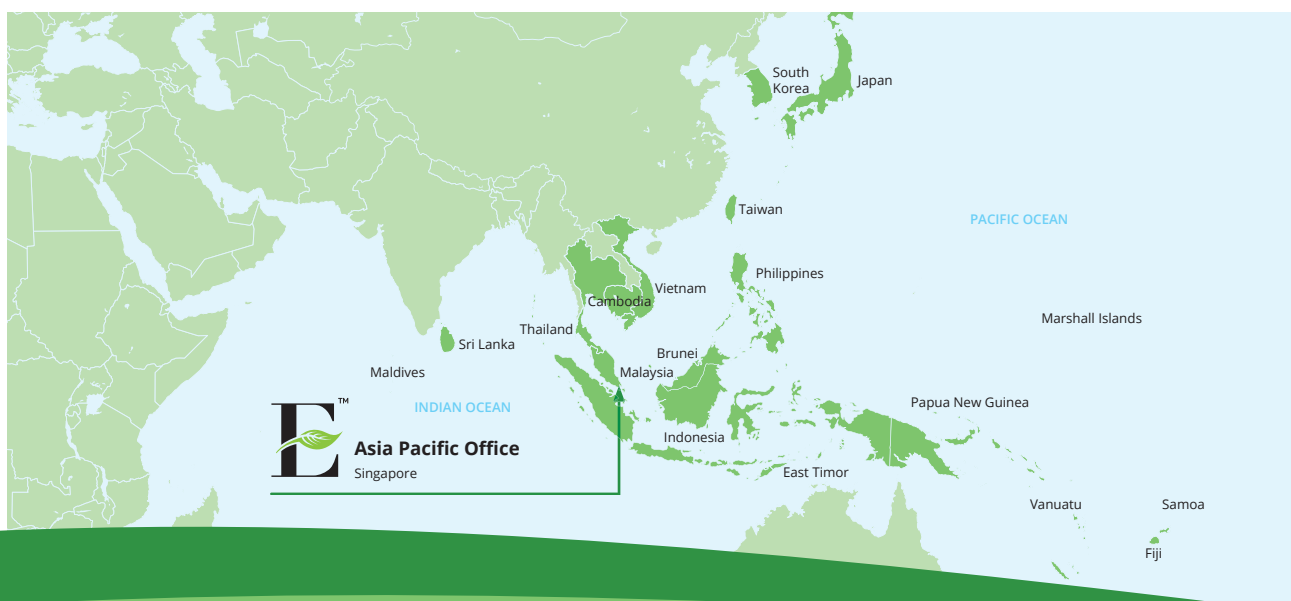 South
Korea
Japan
Taiwan
PACIFIC OCEAN
Philippines
Vietnam
Cambodia
Marshall Islands
Thailand
Sri Lanka
Brunei
Maldives
Malaysia
INDIAN OCEAN
Papua New Guinea
E™
Indonesia
Asia Pacific Office
Singapore
East Timor
Vanuatu
Samoa
Fiji